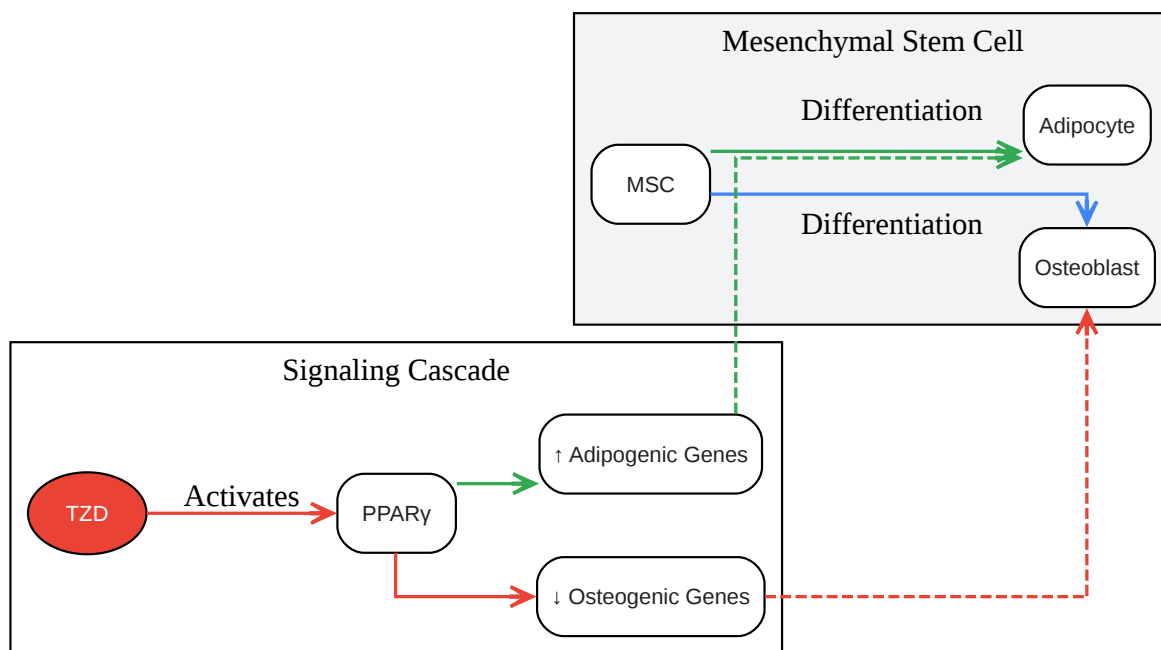 Mesenchymal Stem Cell
Differentiation
Adipocyte
MSC
Differentiation
Osteoblast
Signaling Cascade
↑ Adipogenic Genes
TZD
Activates
PPARγ
↓ Osteogenic Genes